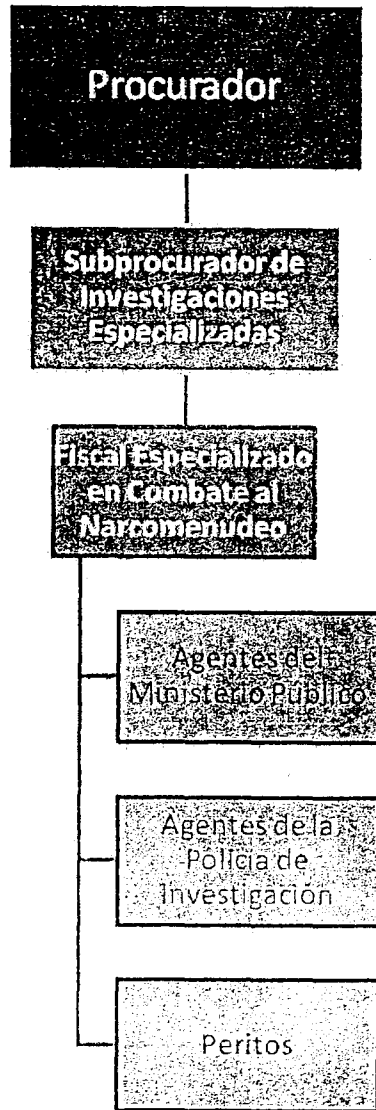 Procurador
Subprocurador de
Investigaciones
Especializadas
Fiscal Especializado
en Combate al
Narcomenudeo
Agentes del
Ministerio Público
Agentes de la
Policía de
Investigación
Peritos